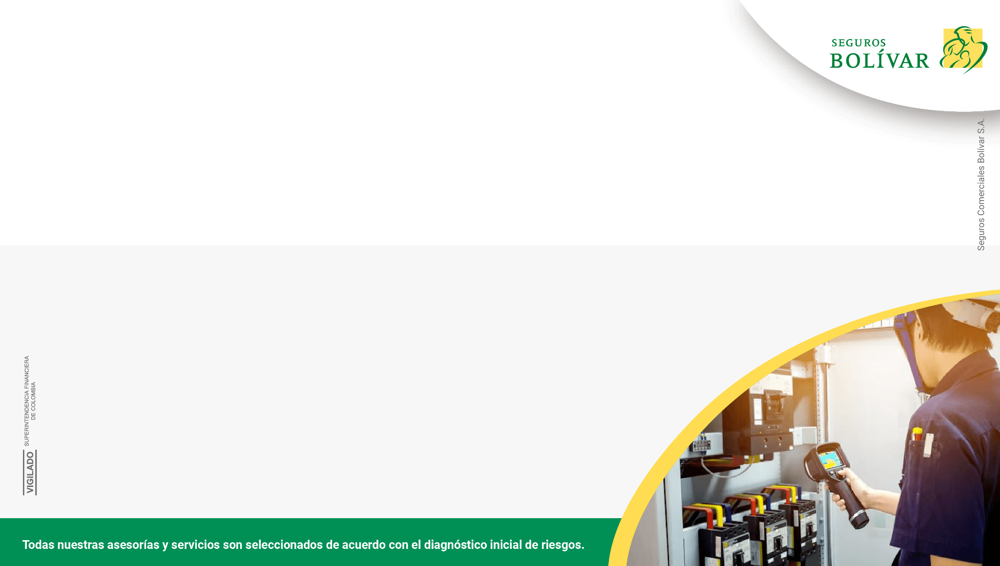 SEGUROS
BOLÍVAR
Seguros Comerciales Bolívar S.A.
VIGILADO
SUPERINTENDENCIA FINANCIERA
DE COLOMBIA
Todas nuestras asesorías y servicios son seleccionados de acuerdo con el diagnóstico inicial de riesgos.